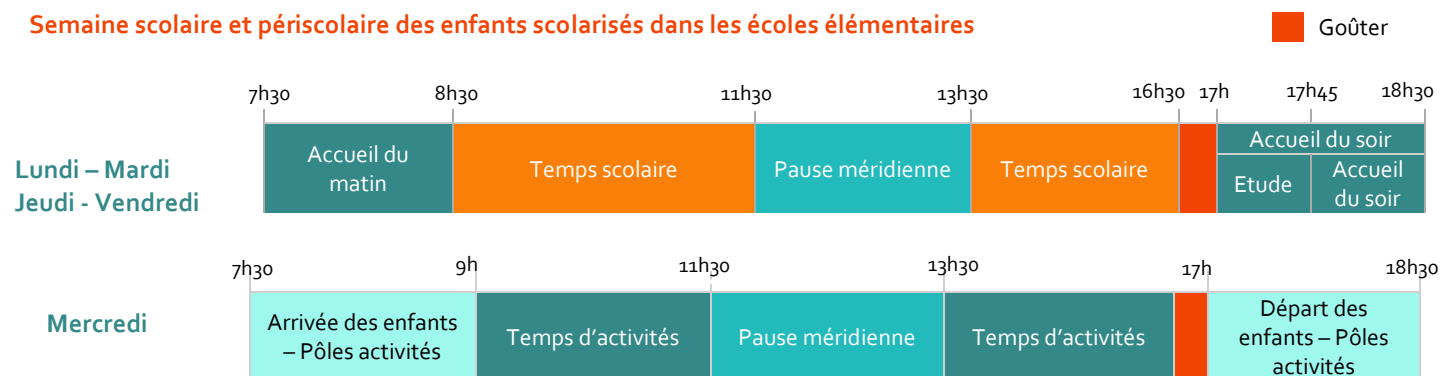 Semaine scolaire et périscolaire des enfants scolarisés dans les écoles élémentaires
Goûter
7h30 8h30 11h30 13h30 16h30 17h 17h45 18h30
Lundi – Mardi
Jeudi - Vendredi
Accueil du
matin
Temps scolaire
Pause méridienne
Temps scolaire
Accueil du soir
Etude
Accueil
du soir
7h30 9h 11h30 13h30 17h 18h30
Mercredi
Arrivée des enfants
– Pôles activités
Temps d'activités
Pause méridienne
Temps d'activités
Départ des
enfants – Pôles
activités